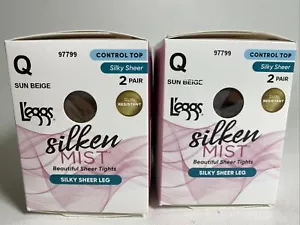 Q
97799
CONTROL TOP
Silky Sheer
SUN BEIGE
2 PAIR
L'eggs
RUN
RESISTANT
silken
MIST
Beautiful Sheer Tights
SILKY SHEER LEG
Q
97799
CONTROL TOP
Silky Sheer
SUN BEIGE
2 PAIR
L'eggs
RESISTANT
silken
MIST
Beautiful Sheer Tights
SILKY SHEER LEG